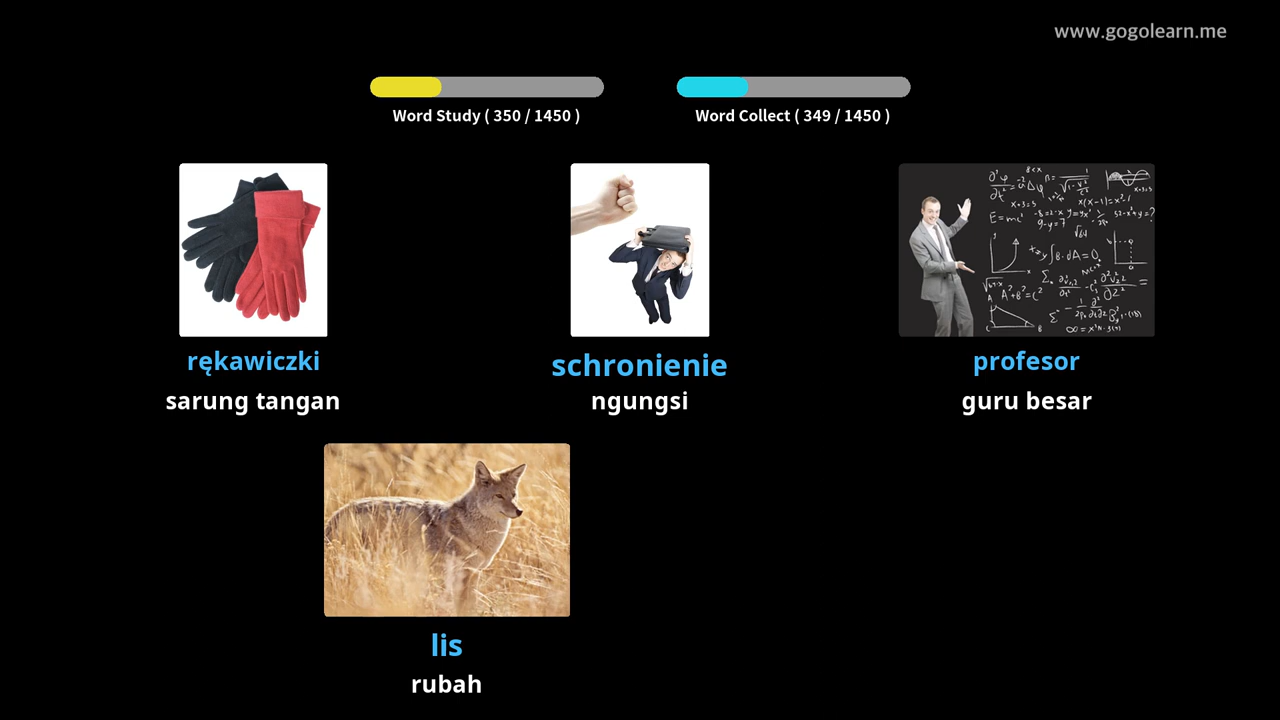 www.gogolearn.me
Word Study ( 350 / 1450 )
Word Collect ( 349 / 1450 )
rękawiczki
sarung tangan
schronienie
ngungsi
profesor
guru besar
lis
rubah